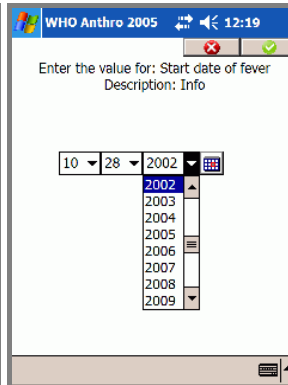 WHO Anthro 2005 12:19
Enter the value for: Start date of fever
Description: Info
10 28 2002
2002
2003
2004
2005
2006
2007
2008
2009